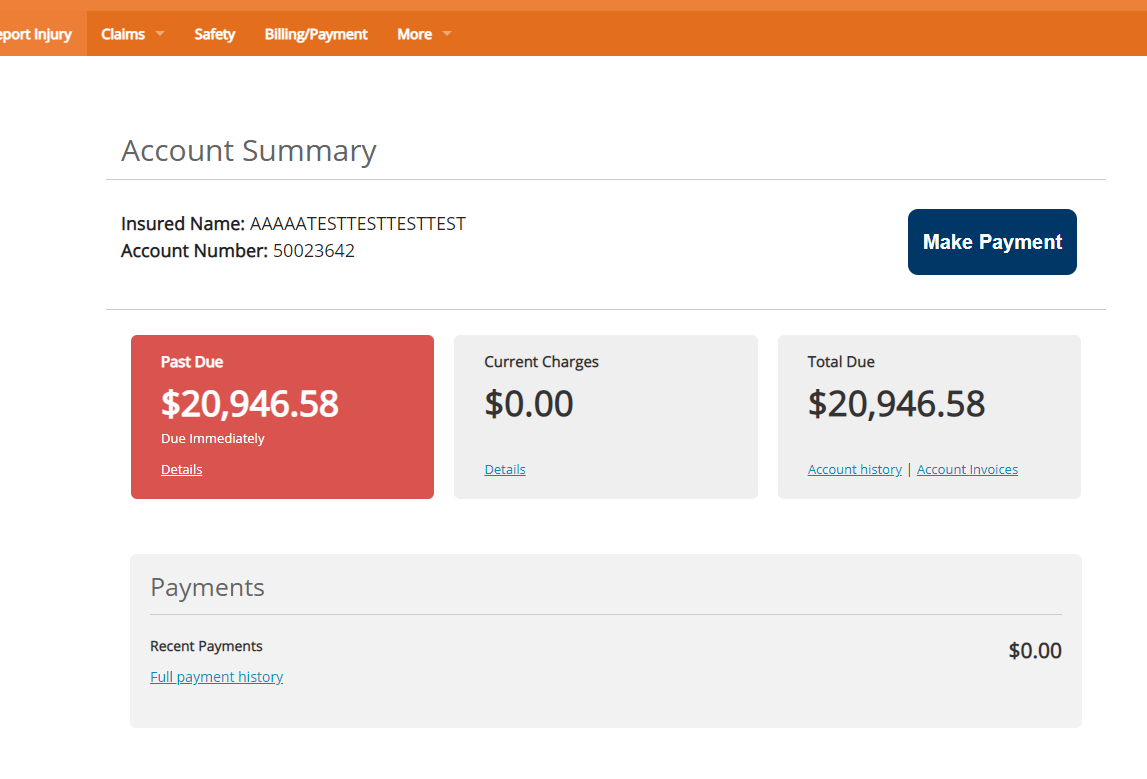 eport Injury Claims Safety Billing/Payment More
Account Summary
Insured Name: AAAAATESTTESTTESTTEST
Account Number: 50023642
Make Payment
Past Due
$20,946.58
Due Immediately
Details
Current Charges
$0.00
Details
Total Due
$20,946.58
Account history | Account Invoices
Payments
Recent Payments
$0.00
Full payment history